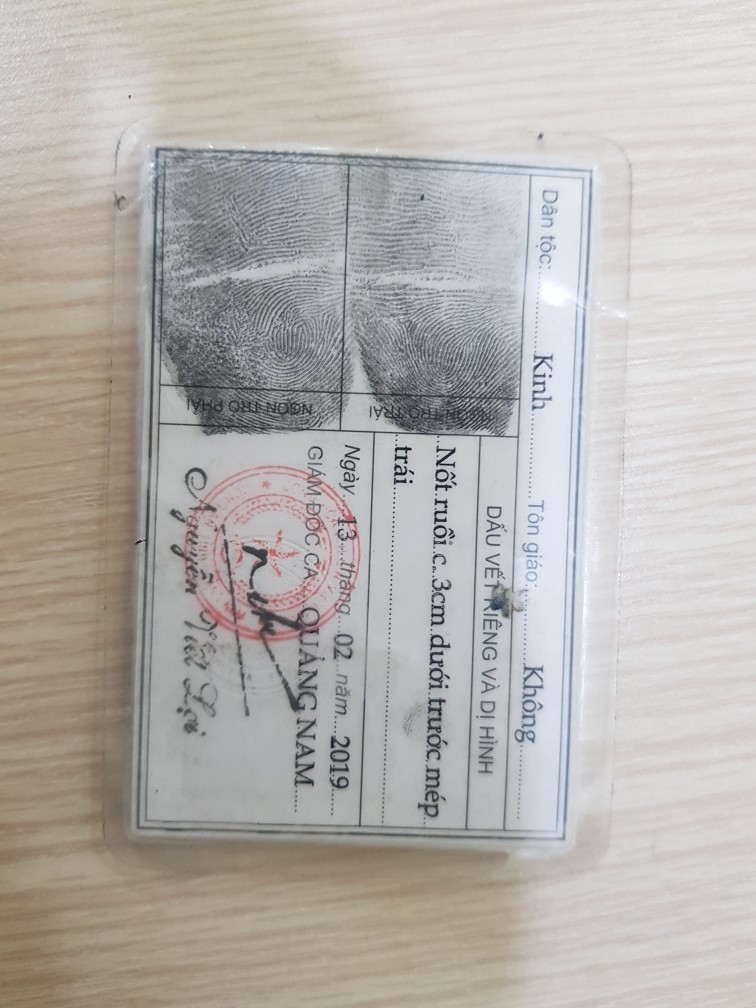 Dân tộc: Kinh Tôn giáo: Không
DẤU VẾT RIÊNG VÀ DỊ HÌNH
NGÓN TRỎ TRÁI
Nốt ruồi c. 3cm dưới trước mép
trái
NGÓN TRỎ PHẢI
Ngày 13 tháng 02 năm 2019
GIÁM ĐỐC CA QUẢNG NAM
Nguyễn Viết Lợi